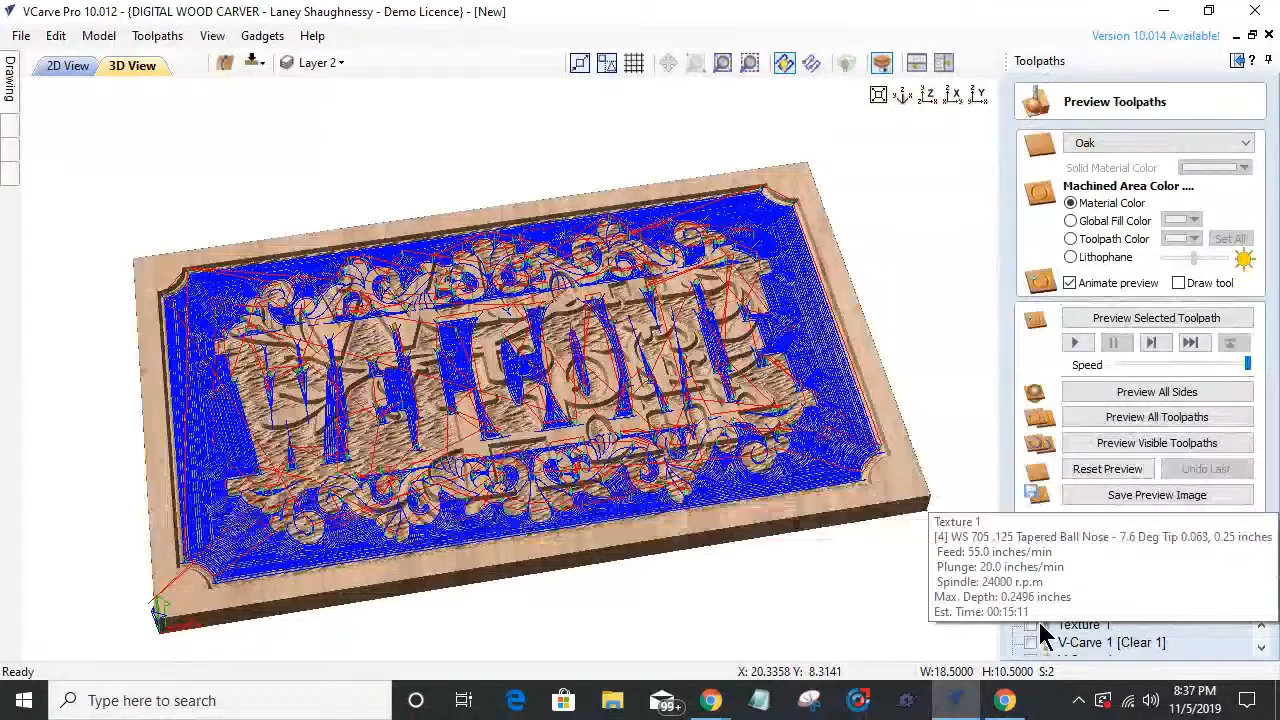 VCarve Pro 10.012 - {DIGITAL WOOD CARVER - Laney Shaughnessy - Demo Licence} - [New]
File Edit Model Toolpaths View Gadgets Help
Version 10.014 Available!
Drawing
2D View
3D View
Layer 2
Z X Y
WELCOME
Toolpaths
Preview Toolpaths
Oak
Solid Material Color
Machined Area Color ....
Material Color
Global Fill Color
Toolpath Color
Set All
Lithophane
Animate preview
Draw tool
Preview Selected Toolpath
Speed
Preview All Sides
Preview All Toolpaths
Preview Visible Toolpaths
Reset Preview
Undo Last
Save Preview Image
Texture 1
[4] WS 705 .125 Tapered Ball Nose - 7.6 Deg Tip 0.063, 0.25 inches
Feed: 55.0 inches/min
Plunge: 20.0 inches/min
Spindle: 24000 r.p.m
Max. Depth: 0.2496 inches
Est. Time: 00:15:11
Texture 1
V-Carve 1 [Clear 1]
Ready
X: 20.3358 Y: 8.3141
W:18.5000 H:10.5000 S:2
Type here to search
99+
8:37 PM
11/5/2019